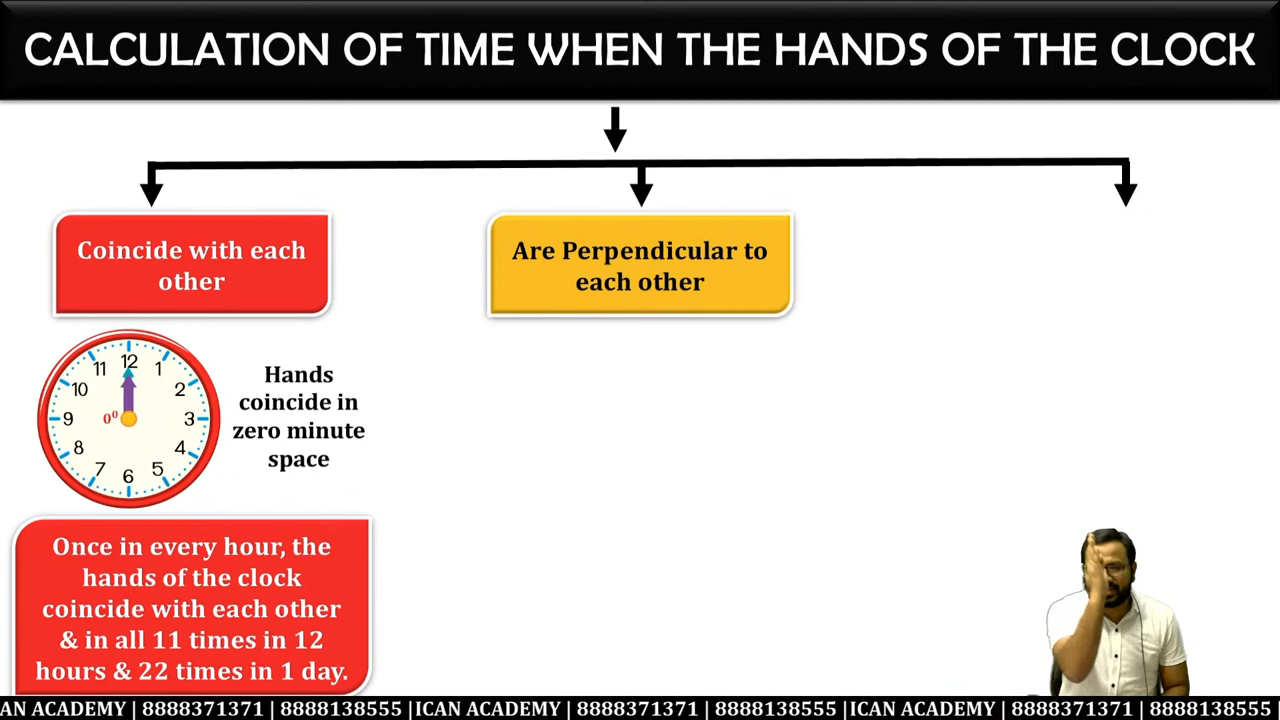 CALCULATION OF TIME WHEN THE HANDS OF THE CLOCK
Coincide with each
other
Are Perpendicular to
each other
12
11
1
10
2
9
0⁰
3
8
4
7
5
6
Hands
coincide in
zero minute
space
Once in every hour, the
hands of the clock
coincide with each other
& in all 11 times in 12
hours & 22 times in 1 day.
CAN ACADEMY | 8888371371 | 8888138555 |ICAN ACADEMY | 8888371371 | 8888138555 |ICAN ACADEMY | 8888371371 | 8888138555 |